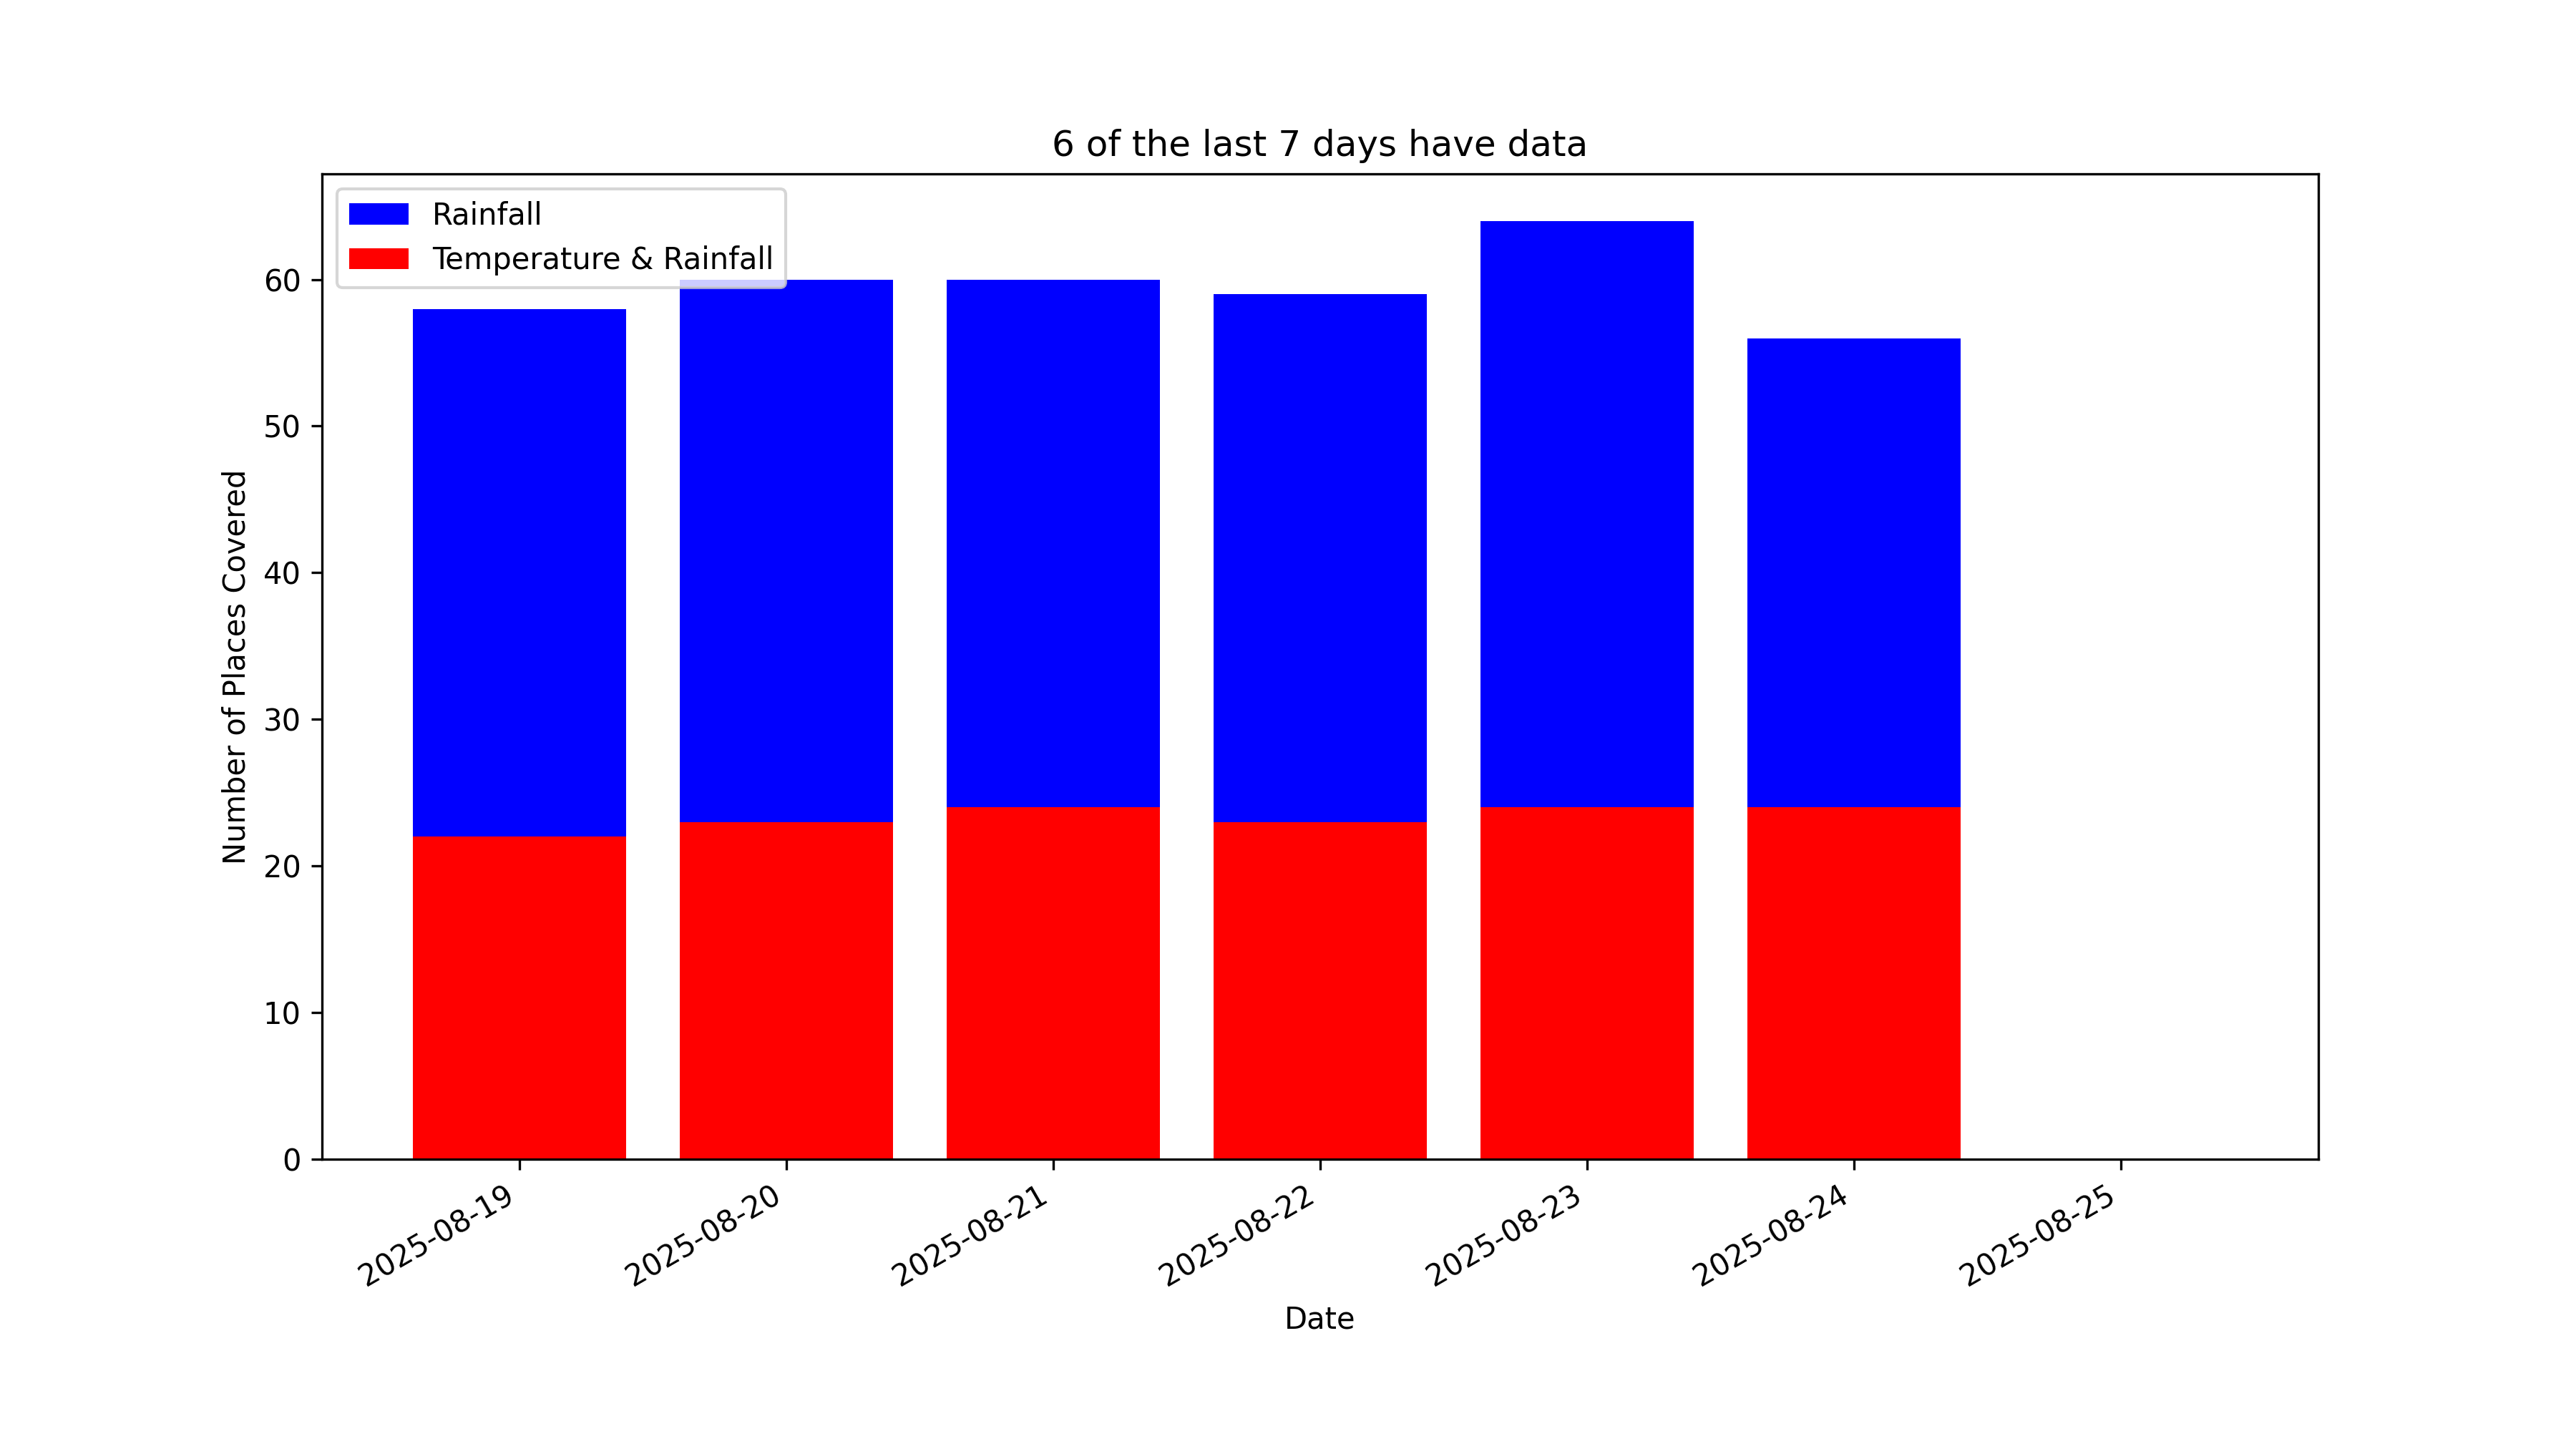 6 of the last 7 days have data
Rainfall
Temperature & Rainfall
Number of Places Covered
60
50
40
30
20
10
0
2025-08-19
2025-08-20
2025-08-21
2025-08-22
2025-08-23
2025-08-24
2025-08-25
Date